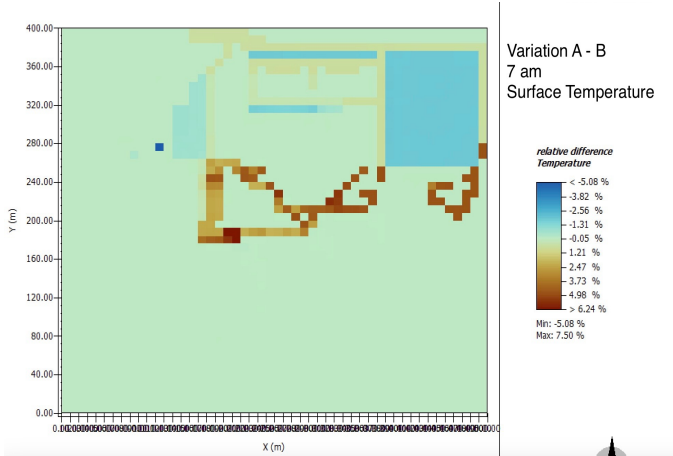 Variation A - B
7 am
Surface Temperature
relative difference
Temperature
< -5.08 %
-3.82 %
-2.56 %
-1.31 %
-0.05 %
1.21 %
2.47 %
3.73 %
4.98 %
> 6.24 %
Min: -5.08 %
Max: 7.50 %
400.00
360.00
320.00
280.00
240.00
200.00
160.00
120.00
80.00
40.00
0.00
Y (m)
X (m)